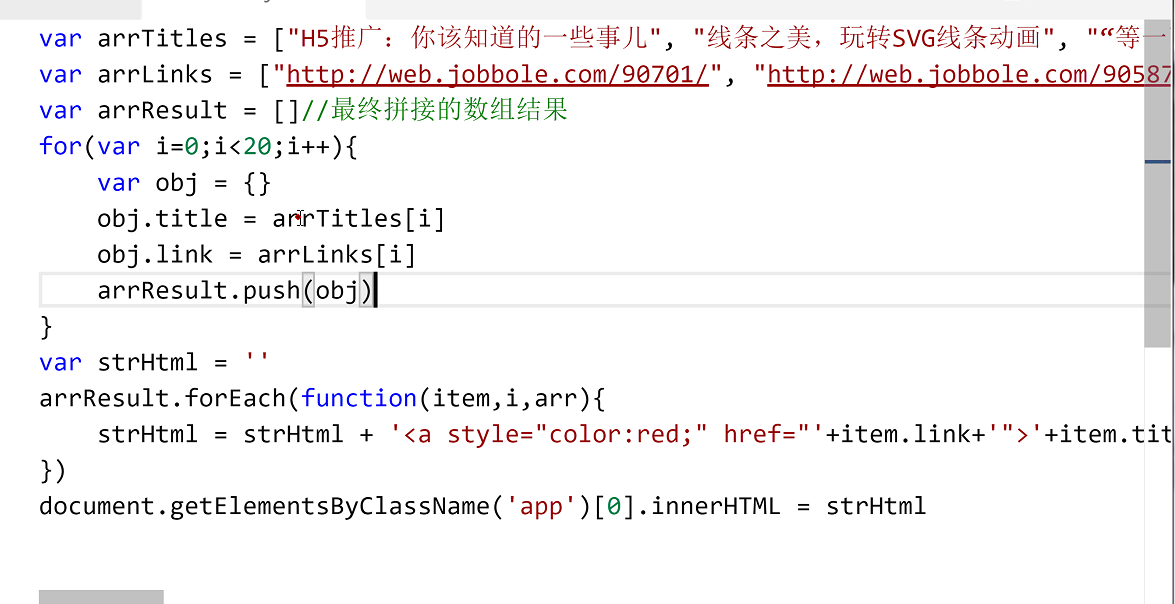 var arrTitles = ["H5推广：你该知道的一些事儿", "线条之美，玩转SVG线条动画", "“等一
var arrLinks = ["http://web.jobbole.com/90701/", "http://web.jobbole.com/90587
var arrResult = []//最终拼接的数组结果
for(var i=0;i<20;i++){
    var obj = {}
    obj.title = arrTitles[i]
    obj.link = arrLinks[i]
    arrResult.push(obj)
}
var strHtml = ''
arrResult.forEach(function(item,i,arr){
    strHtml = strHtml + '<a style="color:red;" href="'+item.link+'">'+item.tit
})
document.getElementsByClassName('app')[0].innerHTML = strHtml